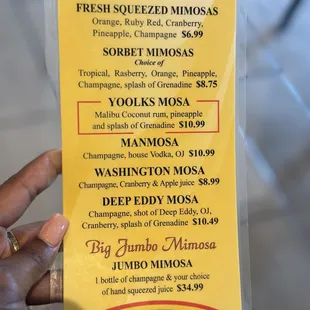 FRESH SQUEEZED MIMOSAS
Orange, Ruby Red, Cranberry,
Pineapple, Champagne $6.99
SORBET MIMOSAS
Choice of
Tropical, Rasberry, Orange, Pineapple,
Champagne, splash of Grenadine $8.75
YOOLKS MOSA
Malibu Coconut rum, pineapple
and splash of Grenadine $10.99
MANMOSA
Champagne, house Vodka, OJ $10.99
WASHINGTON MOSA
Champagne, Cranberry & Apple juice $8.99
DEEP EDDY MOSA
Champagne, shot of Deep Eddy, OJ,
Cranberry, splash of Grenadine $10.49
Big Jumbo Mimosa
JUMBO MIMOSA
1 bottle of champagne & your choice
of hand squeezed juice $34.99